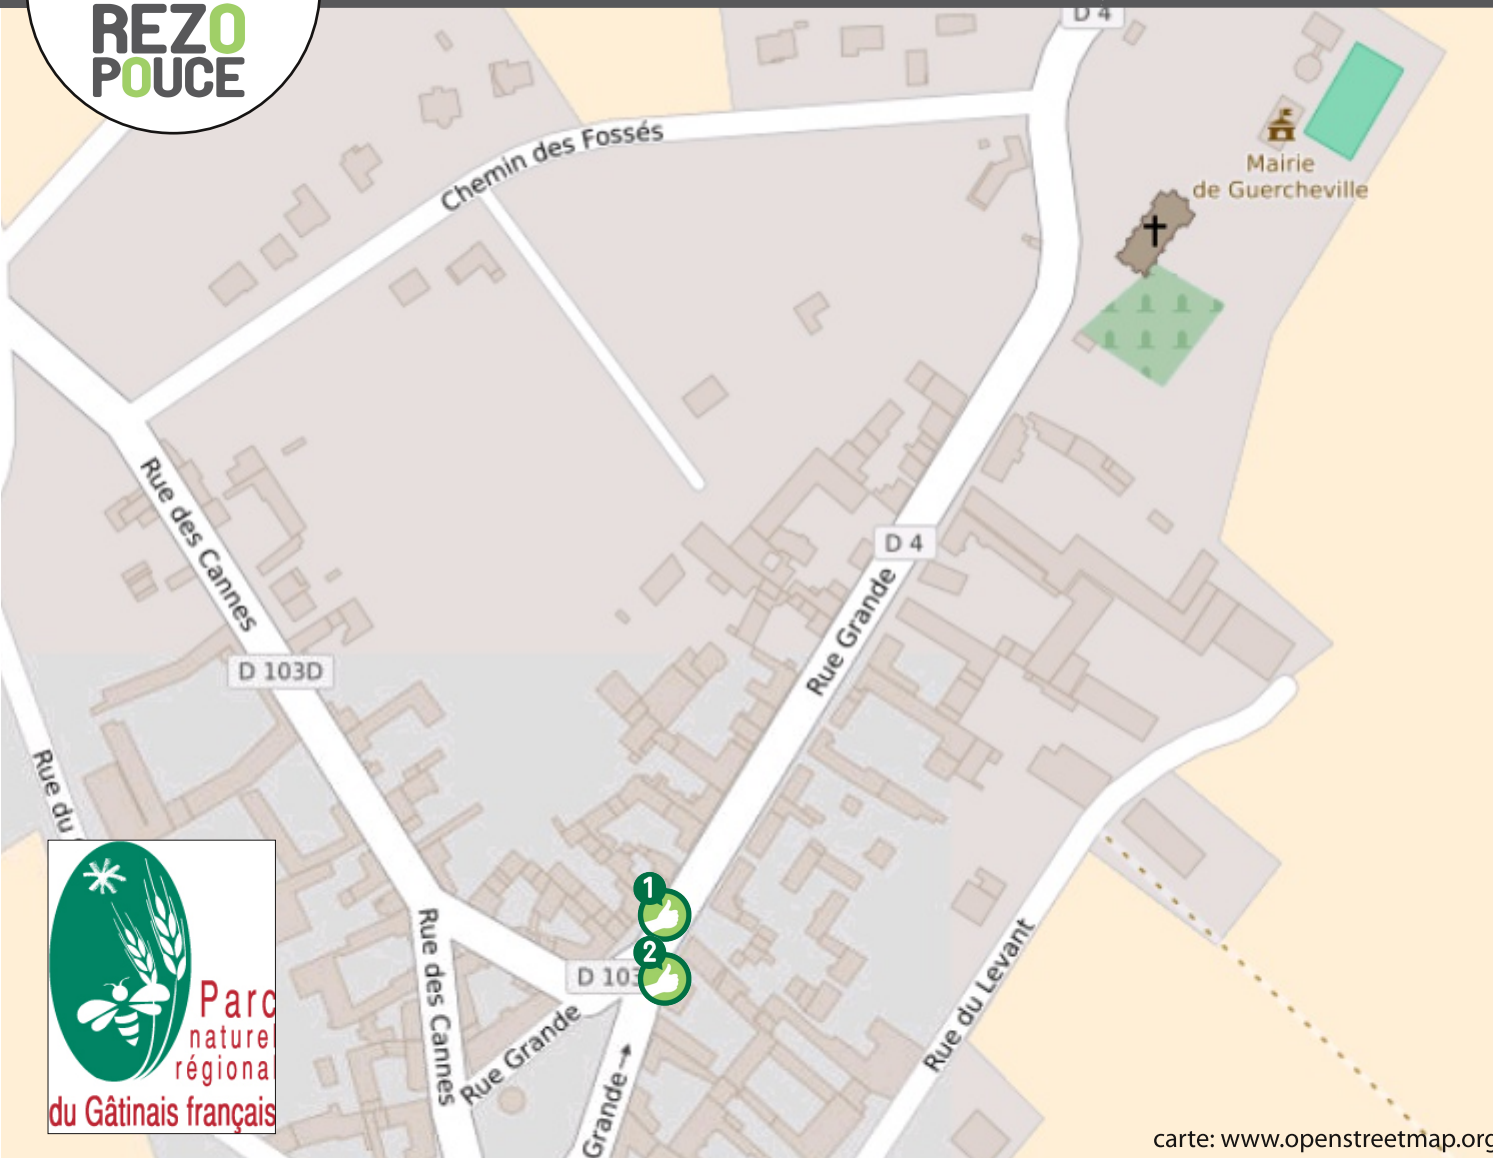 REZO
POUCE
D 4
Chemin des Fossés
Mairie
de Guercheville
Rue des Cannes
D 4
Rue Grande
D 103D
Rue du
1
2
D 103
Rue des Cannes
Rue Grande
Grande
Rue du Levant
Parc
naturel
régional
du Gâtinais français
carte: www.openstreetmap.org